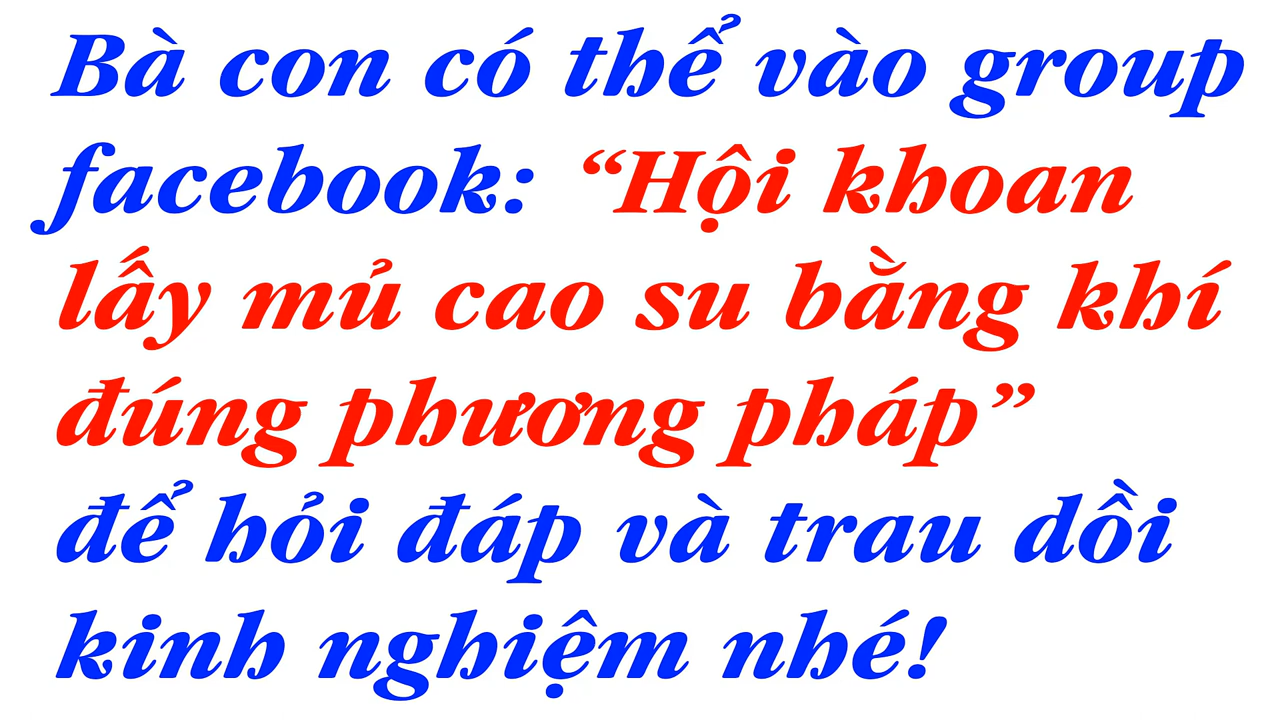 Bà con có thể vào group
facebook: “Hội khoan
lấy mủ cao su bằng khí
đúng phương pháp”
để hỏi đáp và trau dồi
kinh nghiệm nhé!